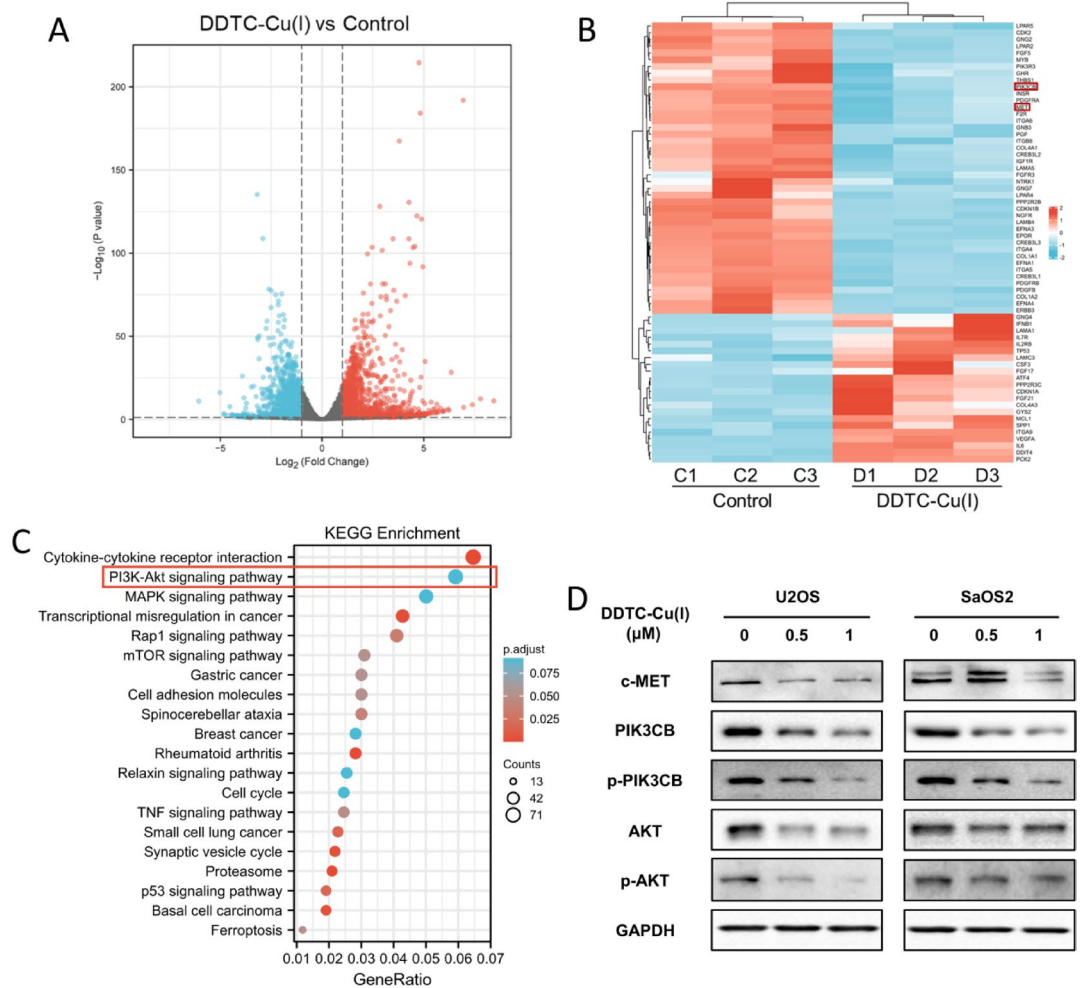 A
DDTC-Cu(I) vs Control
200
150
100
50
0
−Log10 (P value)
−5
0
5
Log2 (Fold Change)
B
LPAR5
CDK2
GNG2
LPAR2
FGF5
MYB
PIK3R3
GHR
THBS1
PIK3CB
INSR
PDGFRA
MET
F2R
ITGA6
GNB3
PGF
ITGB8
COL4A1
CREB3L2
IGF1R
LAMA5
FGFR3
NTRK1
GNG7
LPAR4
PPP2R2B
CDKN1B
NGFR
LAMB4
EFNA3
EPOR
CREB3L3
ITGA4
COL1A1
EFNA1
ITGA5
CREB3L1
PDGFRB
PDGFB
COL1A2
EFNA4
ERBB3
GNG4
IFNB1
LAMA1
IL7R
IL2RB
TP53
LAMC3
CSF3
FGF17
ATF4
PPP2R3C
CDKN1A
FGF21
COL4A3
GYS2
MCL1
SPP1
ITGA9
VEGFA
IL6
DDIT4
PCK2
2
1
0
-1
-2
C1 C2 C3 D1 D2 D3
Control DDTC-Cu(I)
C
KEGG Enrichment
Cytokine-cytokine receptor interaction
PI3K-Akt signaling pathway
MAPK signaling pathway
Transcriptional misregulation in cancer
Rap1 signaling pathway
mTOR signaling pathway
Gastric cancer
Cell adhesion molecules
Spinocerebellar ataxia
Breast cancer
Rheumatoid arthritis
Relaxin signaling pathway
Cell cycle
TNF signaling pathway
Small cell lung cancer
Synaptic vesicle cycle
Proteasome
p53 signaling pathway
Basal cell carcinoma
Ferroptosis
0.01 0.02 0.03 0.04 0.05 0.06 0.07
GeneRatio
p.adjust
0.075
0.050
0.025
Counts
13
42
71
D
U2OS SaOS2
DDTC-Cu(I)
(μM)
0 0.5 1 0 0.5 1
c-MET
PIK3CB
p-PIK3CB
AKT
p-AKT
GAPDH